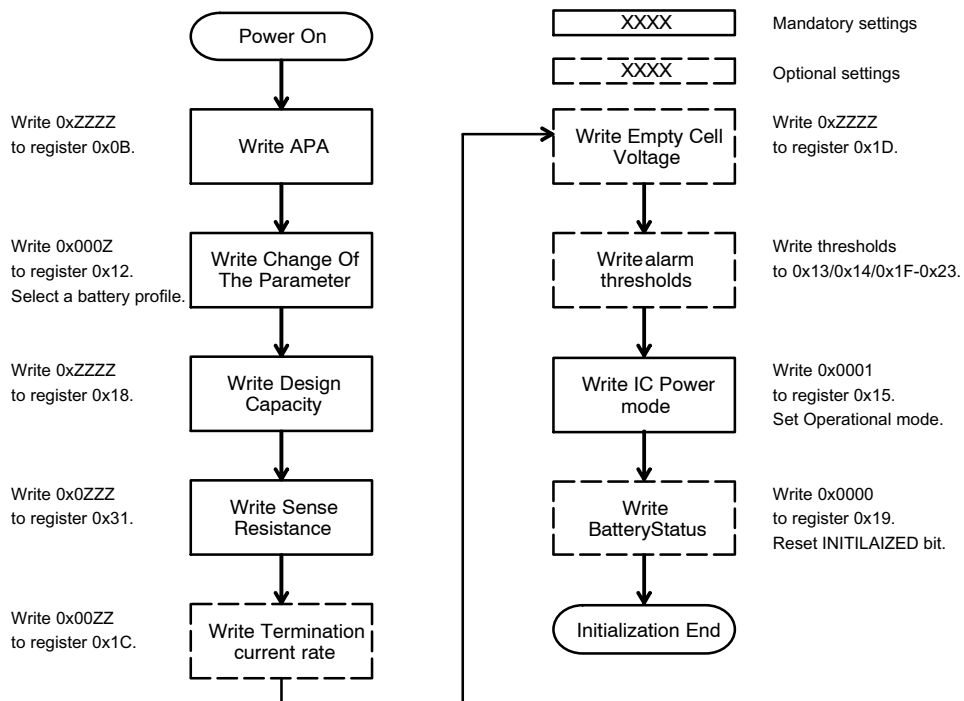 Power On
Write 0xZZZZ
to register 0x0B.
Write APA
Write 0x000Z
to register 0x12.
Select a battery profile.
Write Change Of
The Parameter
Write 0xZZZZ
to register 0x18.
Write Design
Capacity
Write 0x0ZZZ
to register 0x31.
Write Sense
Resistance
Write 0x00ZZ
to register 0x1C.
Write Termination
current rate
XXXX
Mandatory settings
XXXX
Optional settings
Write Empty Cell
Voltage
Write 0xZZZZ
to register 0x1D.
Write alarm
thresholds
Write thresholds
to 0x13/0x14/0x1F-0x23.
Write IC Power
mode
Write 0x0001
to register 0x15.
Set Operational mode.
Write
BatteryStatus
Write 0x0000
to register 0x19.
Reset INITILAIZED bit.
Initialization End